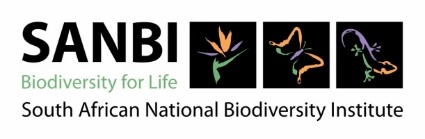 SANBI
Biodiversity for Life
South African National Biodiversity Institute